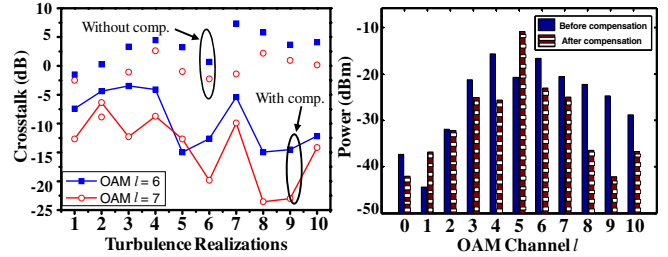 Without comp.
With comp.
OAM l = 6
OAM l = 7
Crosstalk (dB)
10
5
0
-5
-10
-15
-20
-25
1 2 3 4 5 6 7 8 9 10
Turbulence Realizations
Before compensation
After compensation
Power (dBm)
-10
-20
-30
-40
-50
0 1 2 3 4 5 6 7 8 9 10
OAM Channel l